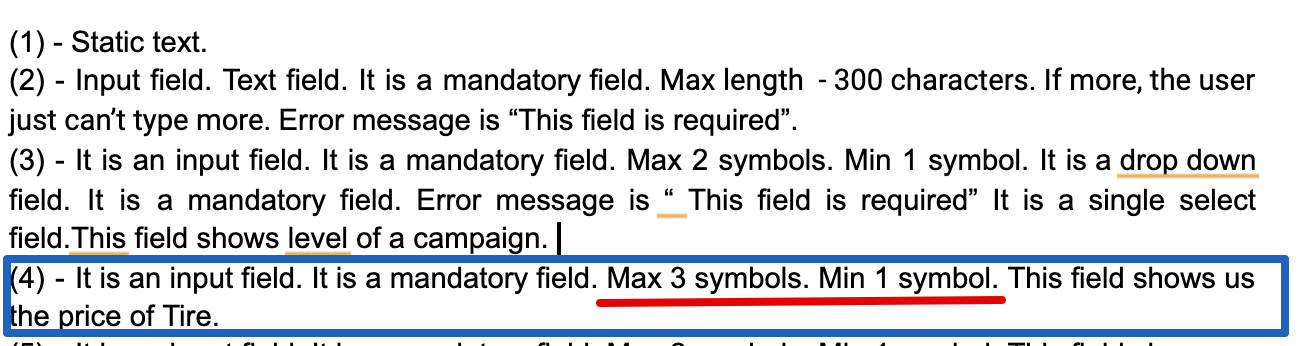 (1) - Static text.
(2) - Input field. Text field. It is a mandatory field. Max length - 300 characters. If more, the user
just can’t type more. Error message is “This field is required”.
(3) - It is an input field. It is a mandatory field. Max 2 symbols. Min 1 symbol. It is a drop down
field. It is a mandatory field. Error message is “ This field is required” It is a single select
field.This field shows level of a campaign.
(4) - It is an input field. It is a mandatory field. Max 3 symbols. Min 1 symbol. This field shows us
the price of Tire.